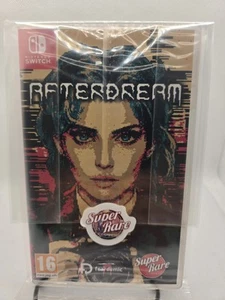 NINTENDO
SWITCH
AFTERDREAM
Super
Rare
16
Super
Rare